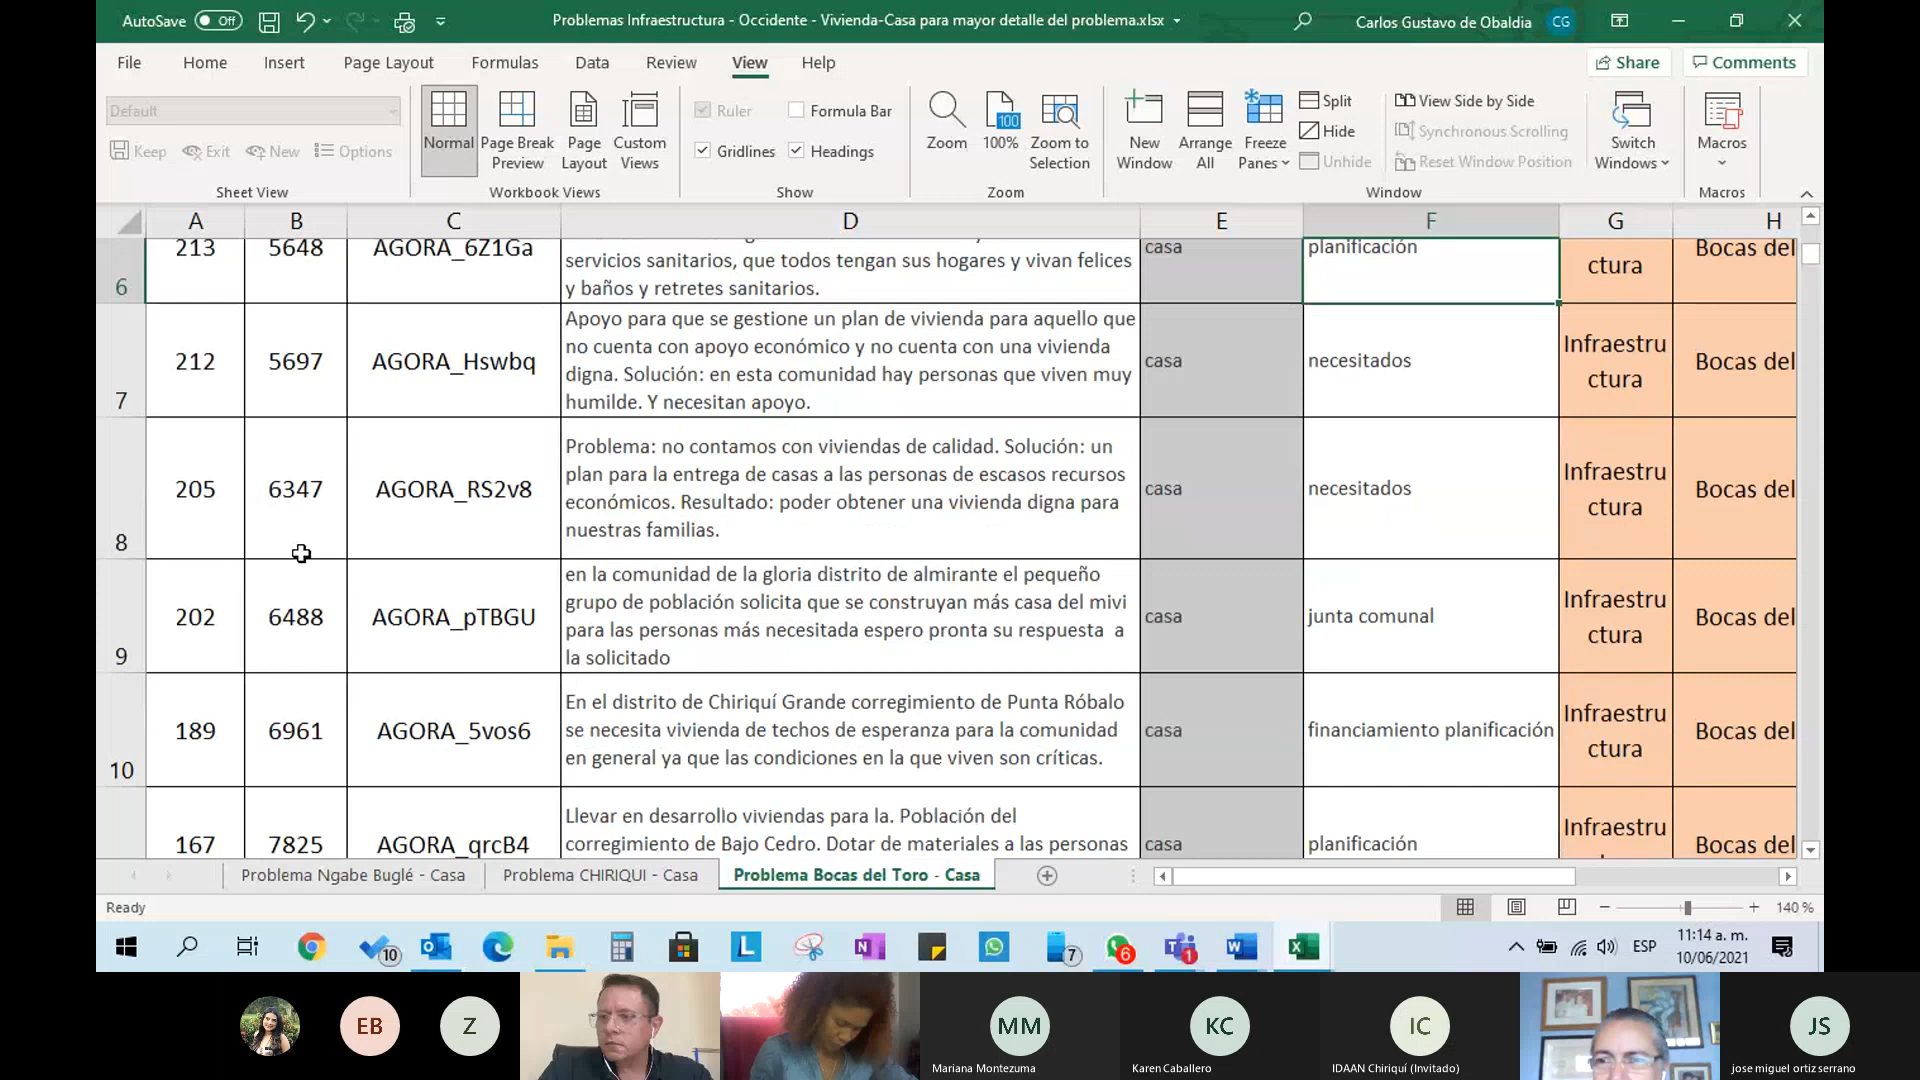 AutoSave Off
Problemas Infraestructura - Occidente - Vivienda-Casa para mayor detalle del problema.xlsx
Carlos Gustavo de Obaldia CG
File Home Insert Page Layout Formulas Data Review View Help
Share Comments
Default
Keep Exit New Options
Sheet View
Normal
Page Break Preview
Page Layout
Custom Views
Workbook Views
Ruler Formula Bar
Gridlines Headings
Show
Zoom
100
100%
Zoom to Selection
Zoom
New Window
Arrange All
Freeze Panes
Split
Hide
Unhide
View Side by Side
Synchronous Scrolling
Reset Window Position
Window
Switch Windows
Macros
Macros
A B C D E F G H
6 213 5648 AGORA_6Z1Ga
servicios sanitarios, que todos tengan sus hogares y vivan felices
y baños y retretes sanitarios.
casa planificación ctura Bocas del
7 212 5697 AGORA_Hswbq
Apoyo para que se gestione un plan de vivienda para aquello que
no cuenta con apoyo económico y no cuenta con una vivienda
digna. Solución: en esta comunidad hay personas que viven muy
humilde. Y necesitan apoyo.
casa necesitados Infraestru
ctura Bocas del
8 205 6347 AGORA_RS2v8
Problema: no contamos con viviendas de calidad. Solución: un
plan para la entrega de casas a las personas de escasos recursos
económicos. Resultado: poder obtener una vivienda digna para
nuestras familias.
casa necesitados Infraestru
ctura Bocas del
9 202 6488 AGORA_pTBGU
en la comunidad de la gloria distrito de almirante el pequeño
grupo de población solicita que se construyan más casa del mivi
para las personas más necesitada espero pronta su respuesta a
la solicitado
casa junta comunal Infraestru
ctura Bocas del
10 189 6961 AGORA_5vos6
En el distrito de Chiriquí Grande corregimiento de Punta Róbalo
se necesita vivienda de techos de esperanza para la comunidad
en general ya que las condiciones en la que viven son críticas.
casa financiamiento planificación Infraestru
ctura Bocas del
167 7825 AGORA_qrcB4
Llevar en desarrollo viviendas para la. Población del
corregimiento de Bajo Cedro. Dotar de materiales a las personas
casa planificación Infraestru
Bocas del
Problema Ngabe Buglé - Casa Problema CHIRIQUI - Casa Problema Bocas del Toro - Casa
Ready 140 %
10 L N 7 6 1 W X ESP
11:14 a. m.
10/06/2021
EB Z MM KC IC JS
Mariana Montezuma Karen Caballero IDAAN Chiriquí (Invitado) jose miguel ortiz serrano